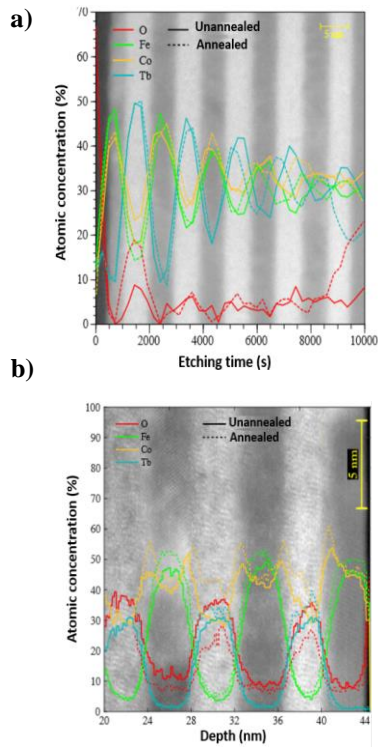 a)
70
60
50
40
30
20
10
0
Atomic concentration (%)
O
Fe
Co
Tb
Unannealed
Annealed
0 2000 4000 6000 8000 10000
Etching time (s)
b)
100
90
80
70
60
50
40
30
20
10
0
Atomic concentration (%)
O
Fe
Co
Tb
Unannealed
Annealed
5 nm
20 24 28 32 36 40 44
Depth (nm)